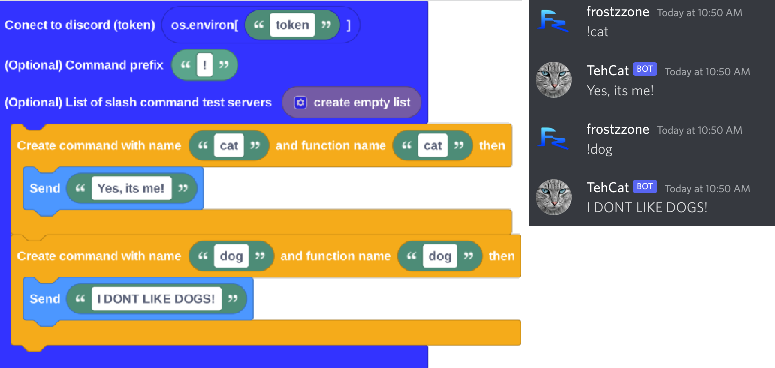 Conect to discord (token) os.environ[ “ token ” ]
(Optional) Command prefix “ ! ”
(Optional) List of slash command test servers create empty list
Create command with name “ cat ” and function name “ cat ” then
Send “ Yes, its me! ”
Create command with name “ dog ” and function name “ dog ” then
Send “ I DONT LIKE DOGS! ”
frostzzone Today at 10:50 AM
!cat
TehCat BOT Today at 10:50 AM
Yes, its me!
frostzzone Today at 10:50 AM
!dog
TehCat BOT Today at 10:50 AM
I DONT LIKE DOGS!